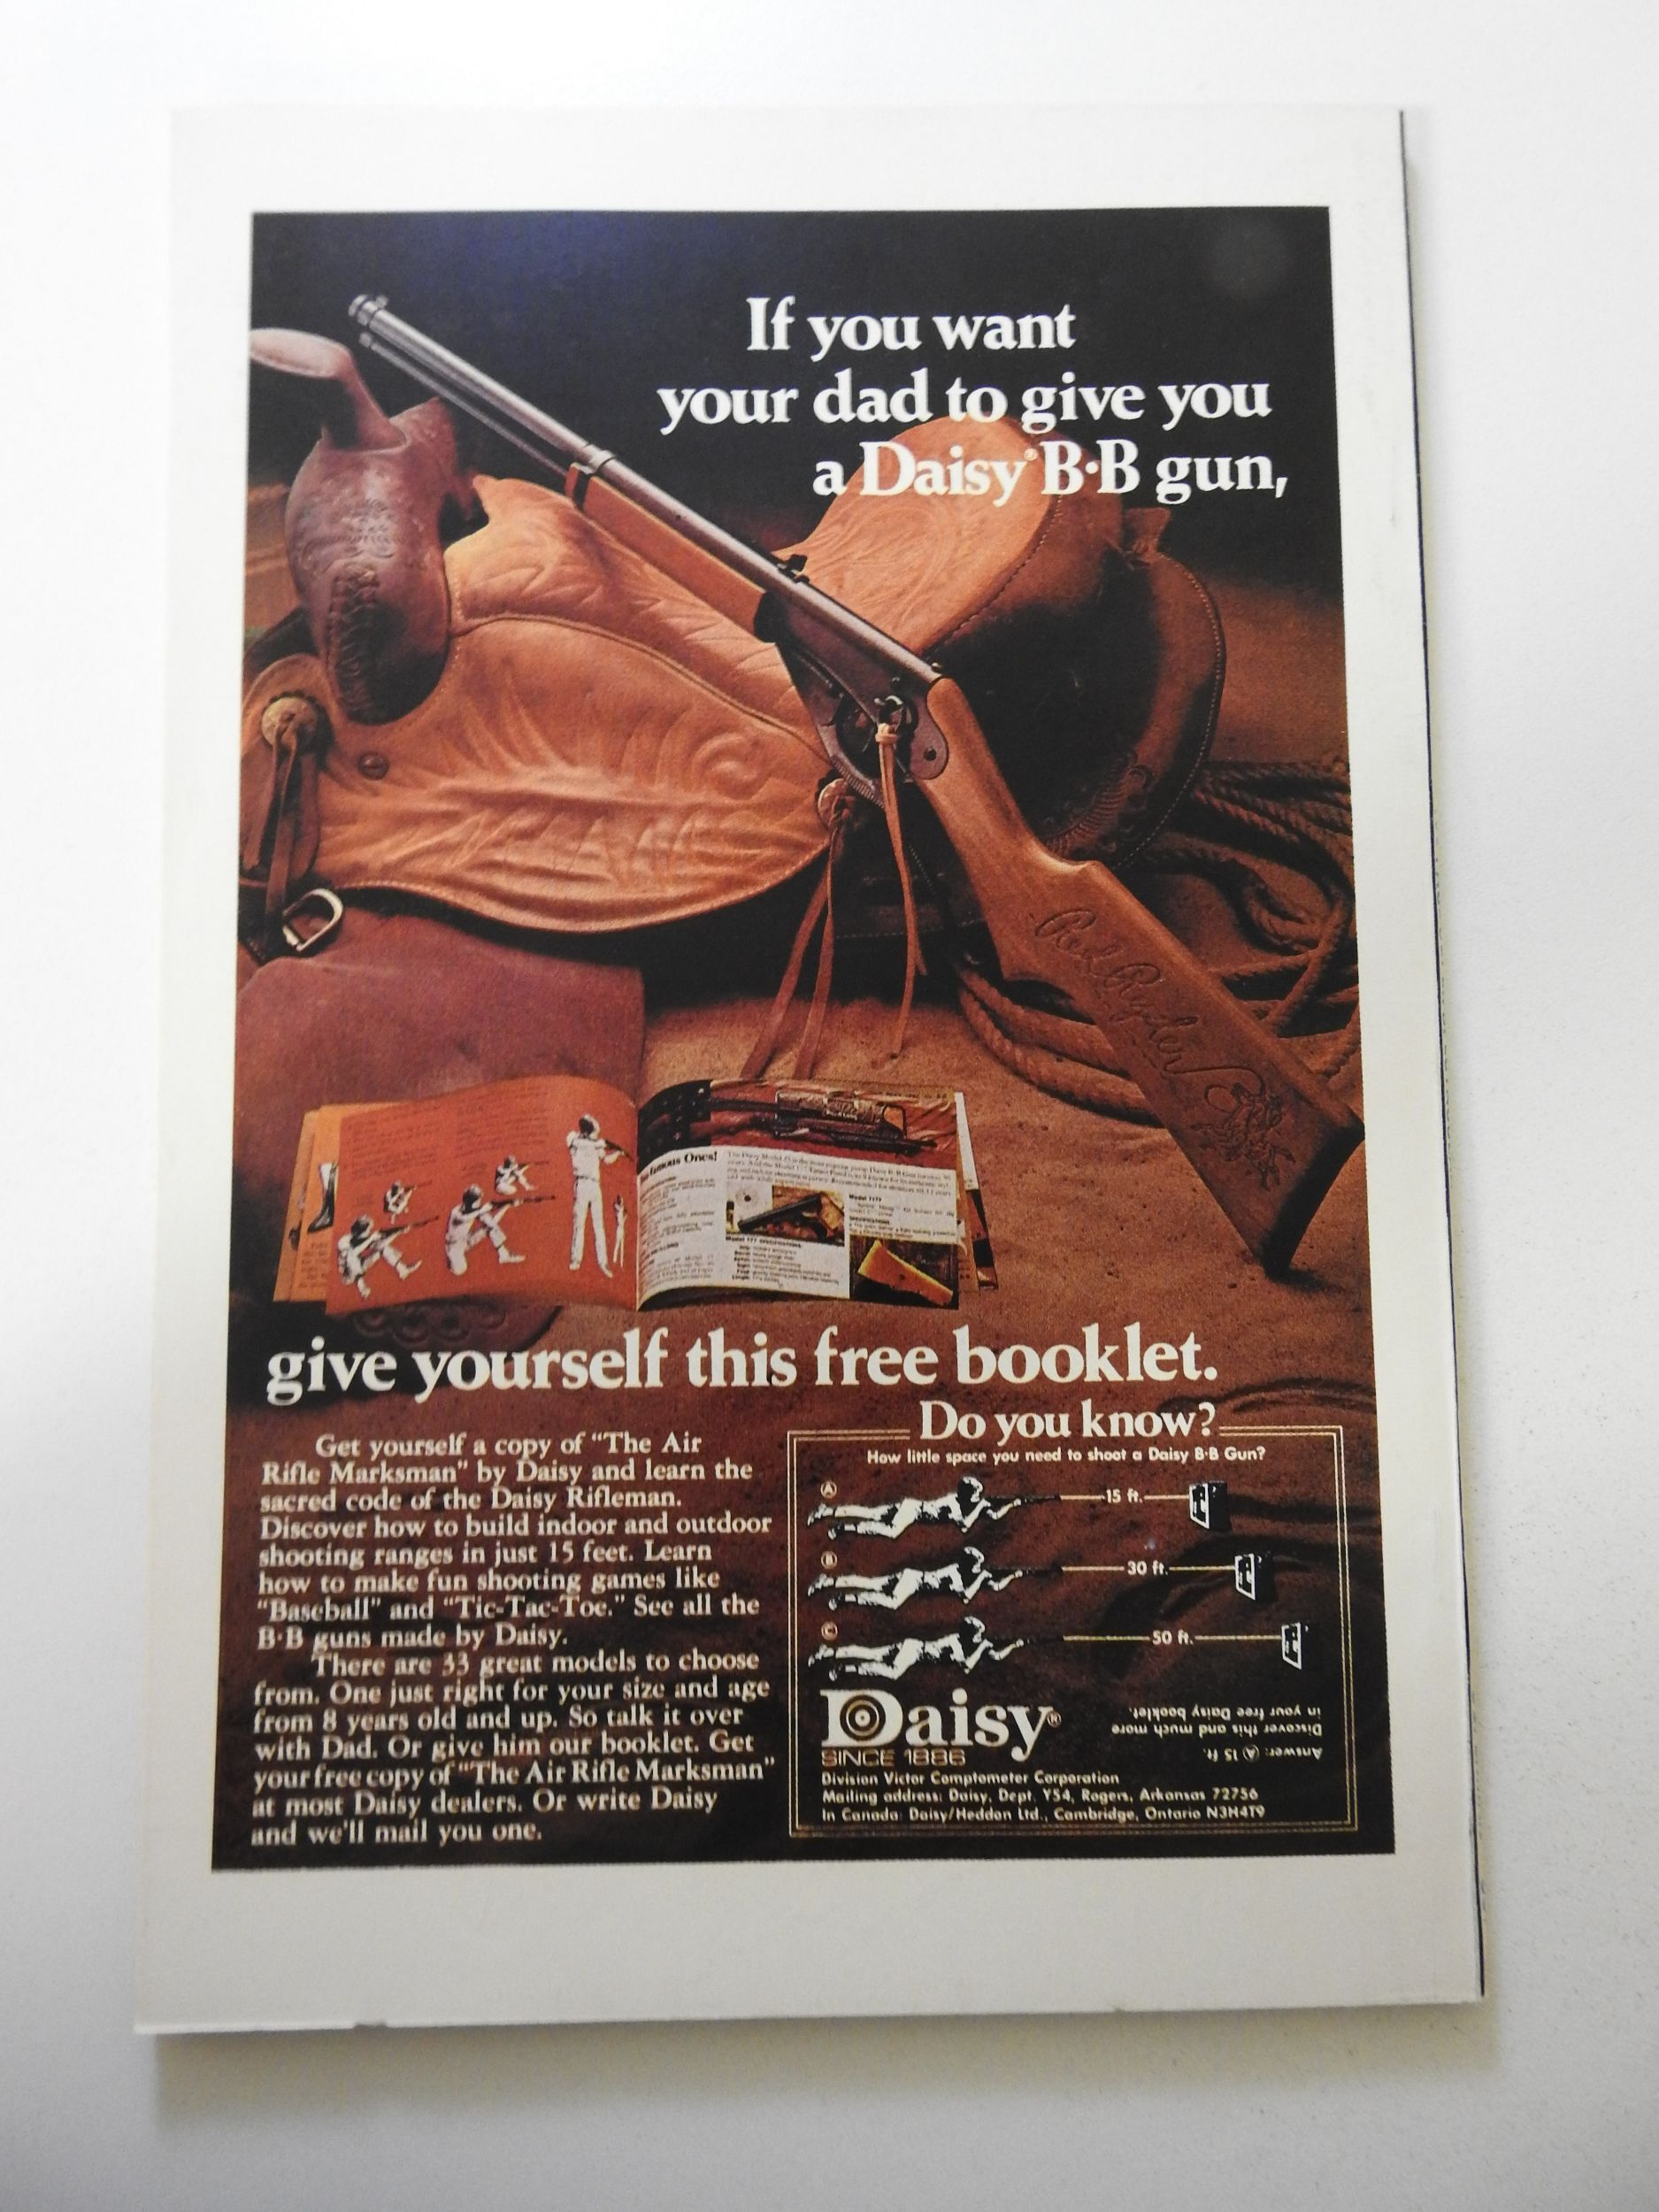 If you want
your dad to give you
a Daisy® B·B gun,
Red Ryder
Famous Ones!
give yourself this free booklet.
Get yourself a copy of "The Air
Rifle Marksman" by Daisy and learn the
sacred code of the Daisy Rifleman.
Discover how to build indoor and outdoor
shooting ranges in just 15 feet. Learn
how to make fun shooting games like
"Baseball" and "Tic-Tac-Toe." See all the
B·B guns made by Daisy.
There are 33 great models to choose
from. One just right for your size and age
from 8 years old and up. So talk it over
with Dad. Or give him our booklet. Get
your free copy of "The Air Rifle Marksman"
at most Daisy dealers. Or write Daisy
and we'll mail you one.
Do you know?
How little space you need to shoot a Daisy B·B Gun?
A 15 ft.
B 30 ft.
C 50 ft.
Daisy®
SINCE 1886
Answer: A 15 ft.
Discover this and much more
in your free Daisy booklet.
Division Victor Comptometer Corporation
Mailing address: Daisy, Dept. Y54, Rogers, Arkansas 72756
In Canada: Daisy/Heddon Ltd., Cambridge, Ontario N3H4T9